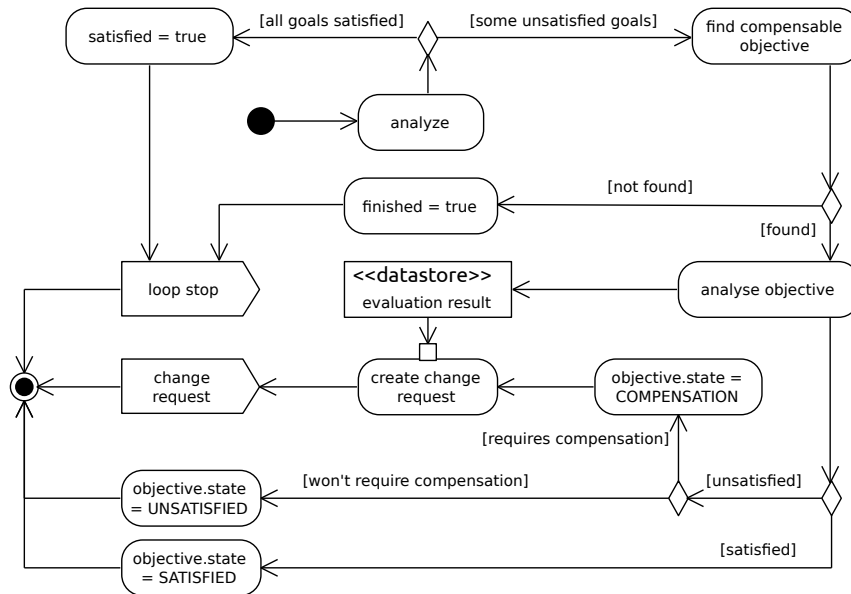 [all goals satisfied]
[some unsatisfied goals]
satisfied = true
find compensable
objective
analyze
[not found]
finished = true
[found]
<<datastore>>
evaluation result
loop stop
analyse objective
change
request
create change
request
objective.state =
COMPENSATION
[requires compensation]
[won't require compensation]
[unsatisfied]
objective.state
= UNSATISFIED
[satisfied]
objective.state
= SATISFIED